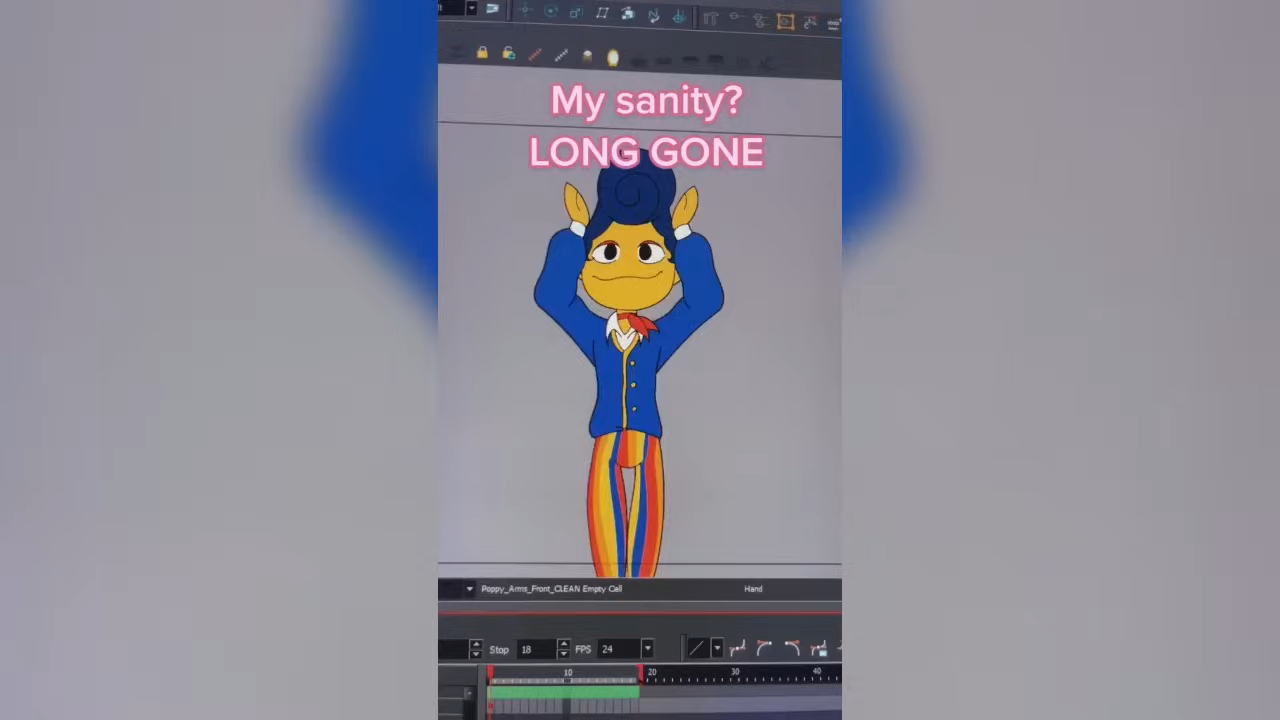 My sanity?
LONG GONE
Poppy_Arms_Front_CLEAN Empty Cell
Hand
Stop 18 FPS 24
10 20 30 40